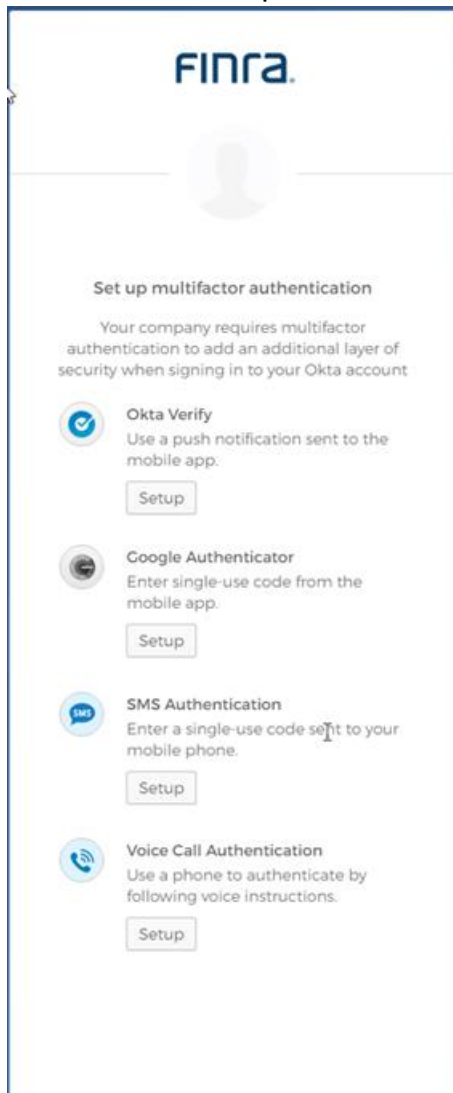 FINRA.
Set up multifactor authentication
Your company requires multifactor
authentication to add an additional layer of
security when signing in to your Okta account
Okta Verify
Use a push notification sent to the
mobile app.
Setup
Google Authenticator
Enter single-use code from the
mobile app.
Setup
SMS
SMS Authentication
Enter a single-use code sent to your
mobile phone.
Setup
Voice Call Authentication
Use a phone to authenticate by
following voice instructions.
Setup